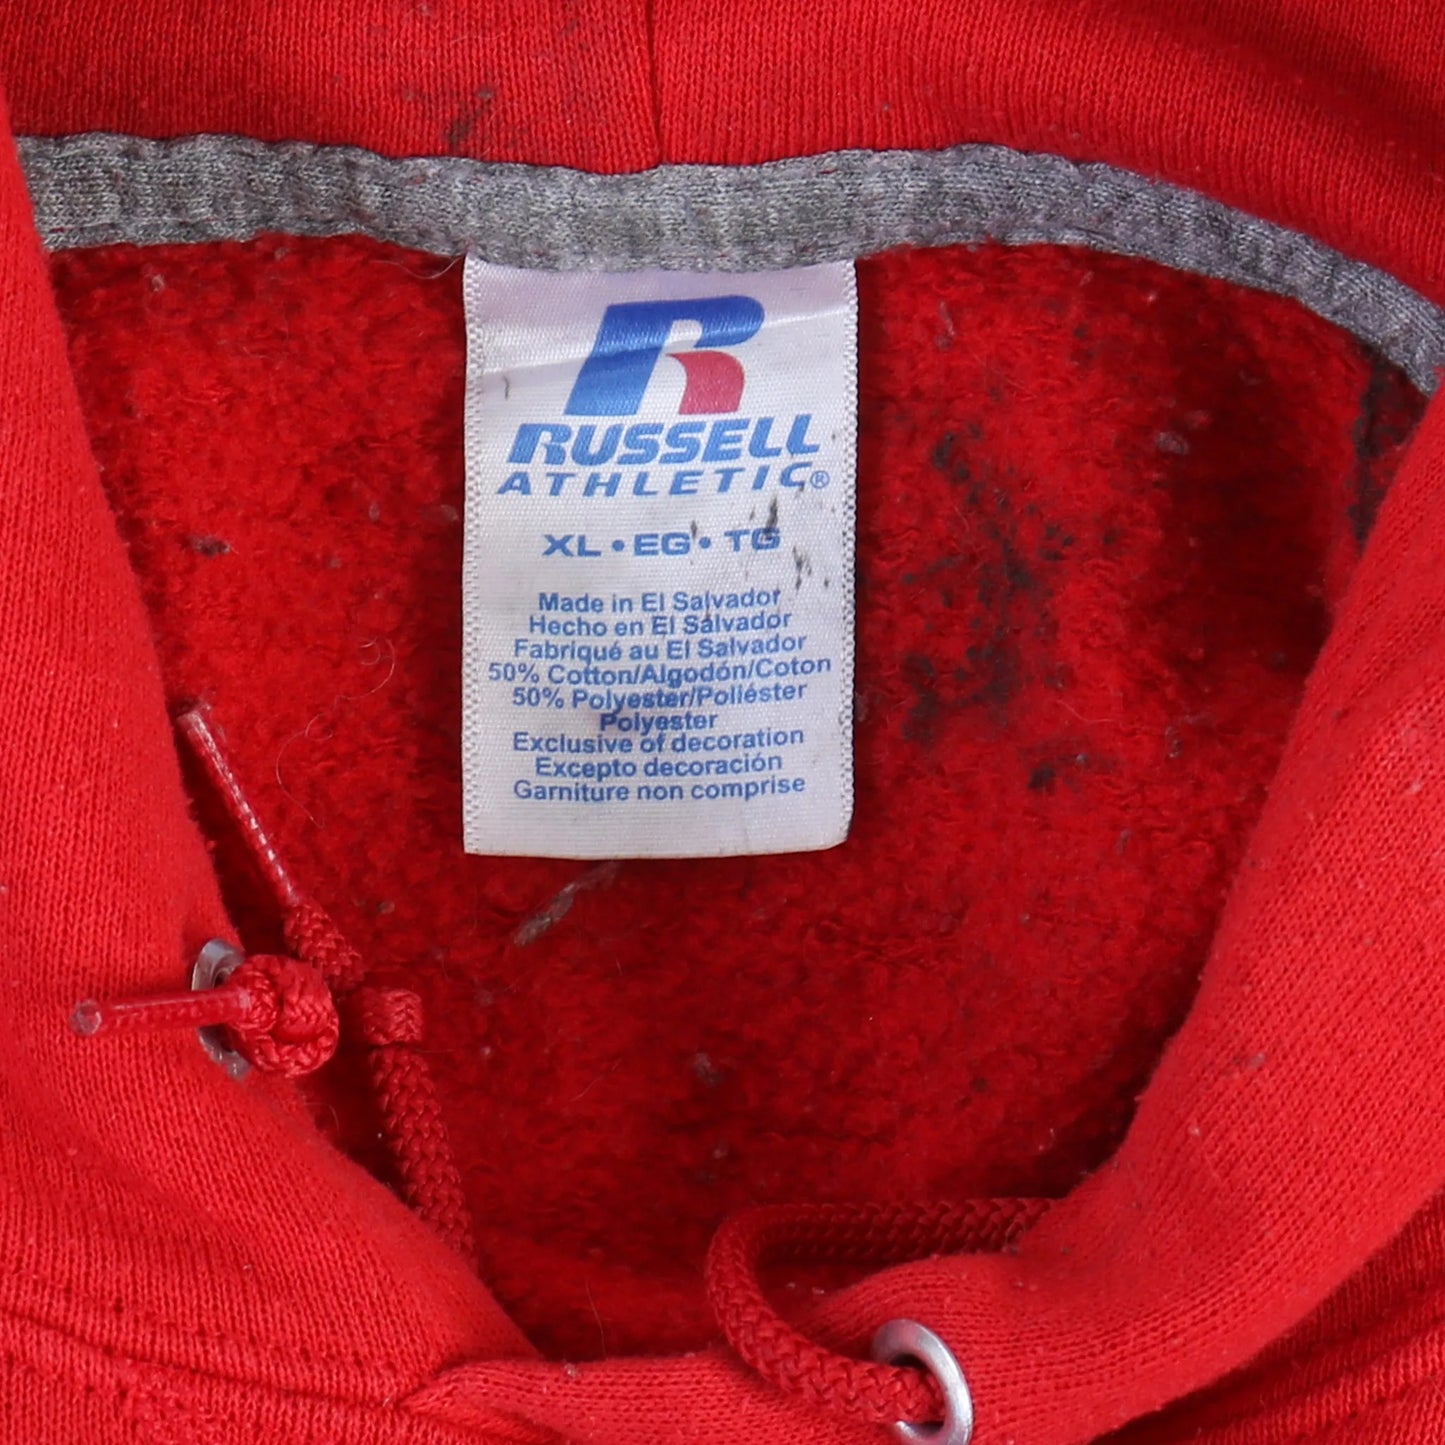 R
RUSSELL
ATHLETIC®
XL • EG • TG
Made in El Salvador
Hecho en El Salvador
Fabriqué au El Salvador
50% Cotton/Algodón/Coton
50% Polyester/Poliéster
Polyester
Exclusive of decoration
Excepto decoración
Garniture non comprise